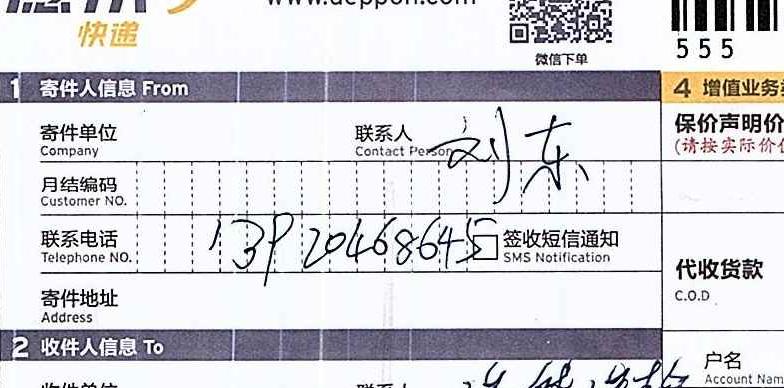 快递
www.deppon.com
微信下单
555
1 寄件人信息 From
4 增值业务
寄件单位
Company
联系人 刘东
Contact Person
保价声明价
(请按实际价
月结编码
Customer NO.
联系电话 13920468645
Telephone NO.
签收短信通知
SMS Notification
代收货款
C.O.D
寄件地址
Address
2 收件人信息 To
户名
Account Nam